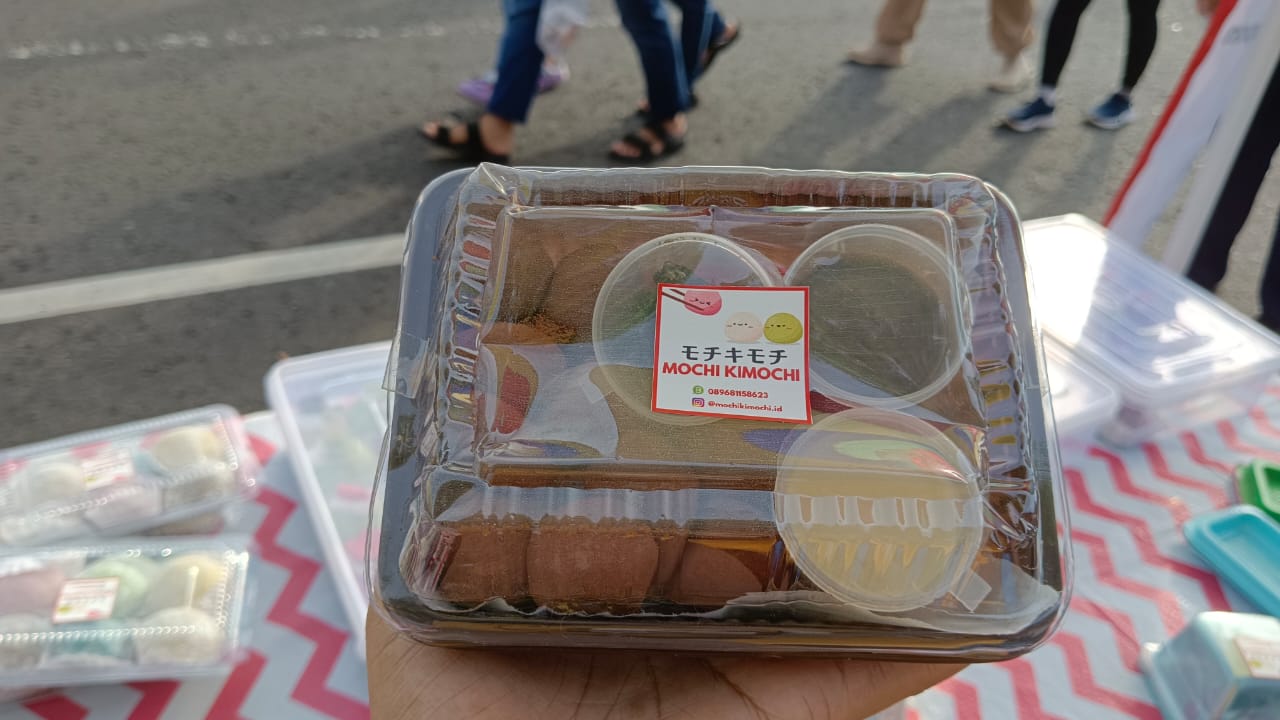 モチキモチ
MOCHI KIMOCHI
089681158623
@mochikimochi.id